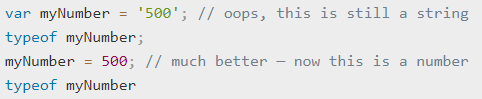 var myNumber = '500'; // oops, this is still a string
typeof myNumber;
myNumber = 500; // much better — now this is a number
typeof myNumber